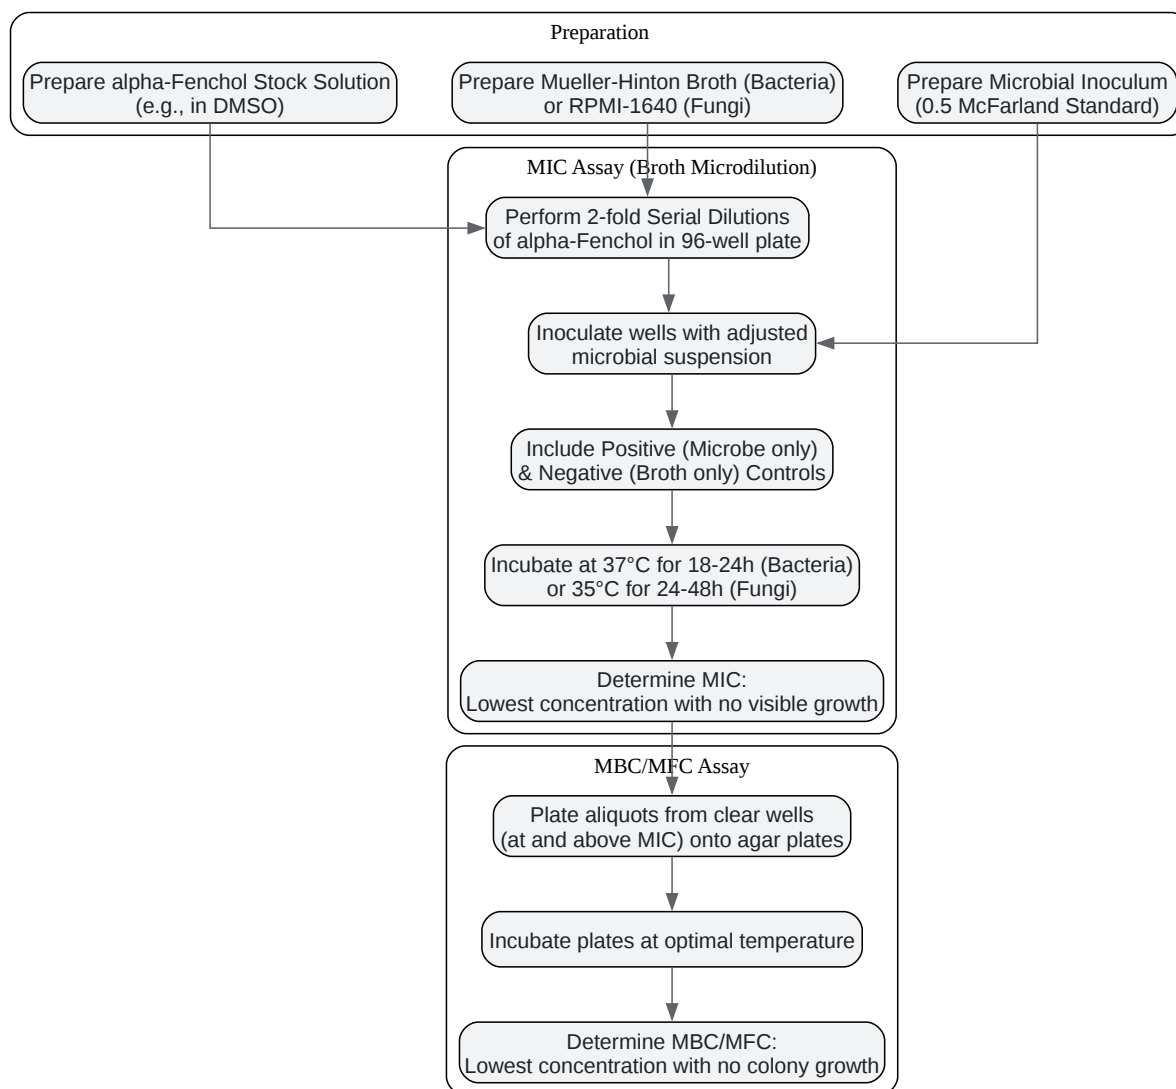 Preparation
Prepare alpha-Fenchol Stock Solution
(e.g., in DMSO)
Prepare Mueller-Hinton Broth (Bacteria)
or RPMI-1640 (Fungi)
Prepare Microbial Inoculum
(0.5 McFarland Standard)
MIC Assay (Broth Microdilution)
Perform 2-fold Serial Dilutions
of alpha-Fenchol in 96-well plate
Inoculate wells with adjusted
microbial suspension
Include Positive (Microbe only)
& Negative (Broth only) Controls
Incubate at 37°C for 18-24h (Bacteria)
or 35°C for 24-48h (Fungi)
Determine MIC:
Lowest concentration with no visible growth
MBC/MFC Assay
Plate aliquots from clear wells
(at and above MIC) onto agar plates
Incubate plates at optimal temperature
Determine MBC/MFC:
Lowest concentration with no colony growth